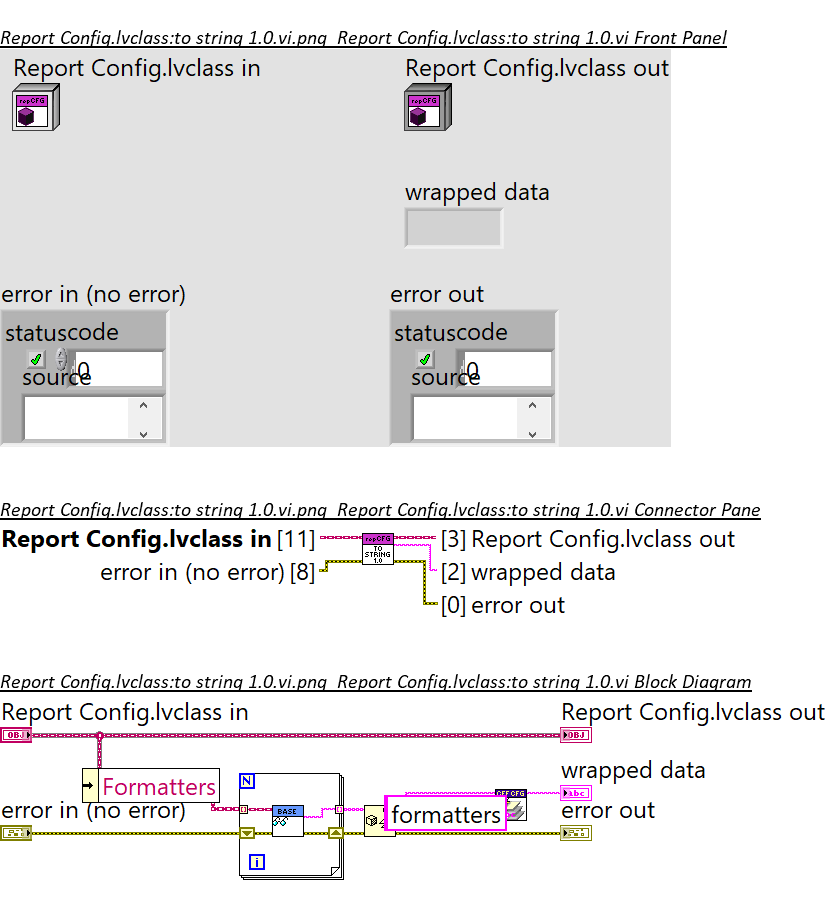 Report Config.lvclass:to string 1.0.vi.png  Report Config.lvclass:to string 1.0.vi Front Panel
Report Config.lvclass in
Report Config.lvclass out
repCFG
repCFG
wrapped data
error in (no error)
error out
status code
status code
0
0
source
source
Report Config.lvclass:to string 1.0.vi.png  Report Config.lvclass:to string 1.0.vi Connector Pane
Report Config.lvclass in [11]
repCFG
TO
STRING
1.0
[3] Report Config.lvclass out
error in (no error) [8]
[2] wrapped data
[0] error out
Report Config.lvclass:to string 1.0.vi.png  Report Config.lvclass:to string 1.0.vi Block Diagram
Report Config.lvclass in
Report Config.lvclass out
OBJ
OBJ
wrapped data
Formatters
N
abc
error in (no error)
BASE
formatters
error out
i